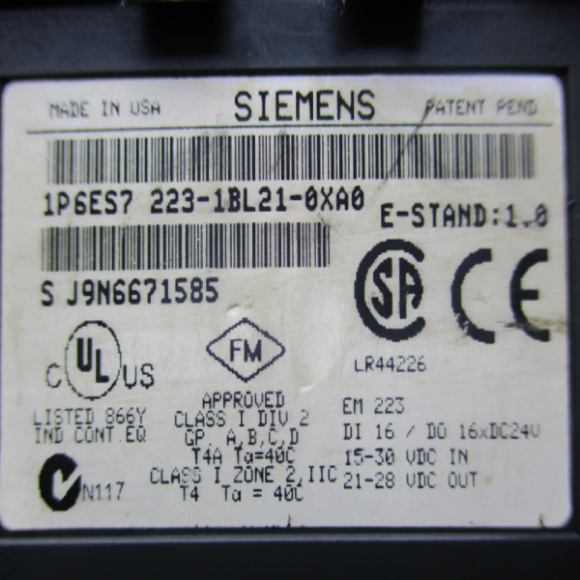 MADE IN USA SIEMENS PATENT PEND
1P6ES7 223-1BL21-0XA0
E-STAND:1.0
S J9N6671585
SA
CE
LR44226
C UL US
LISTED 866Y
IND CONT.EQ
N117
FM
APPROVED
CLASS I DIV 2
GP. A,B,C,D
T4A Ta=40C
CLASS I ZONE 2,IIC
T4 Ta = 40C
EM 223
DI 16 / DO 16xDC24V
15-30 VDC IN
21-28 VDC OUT